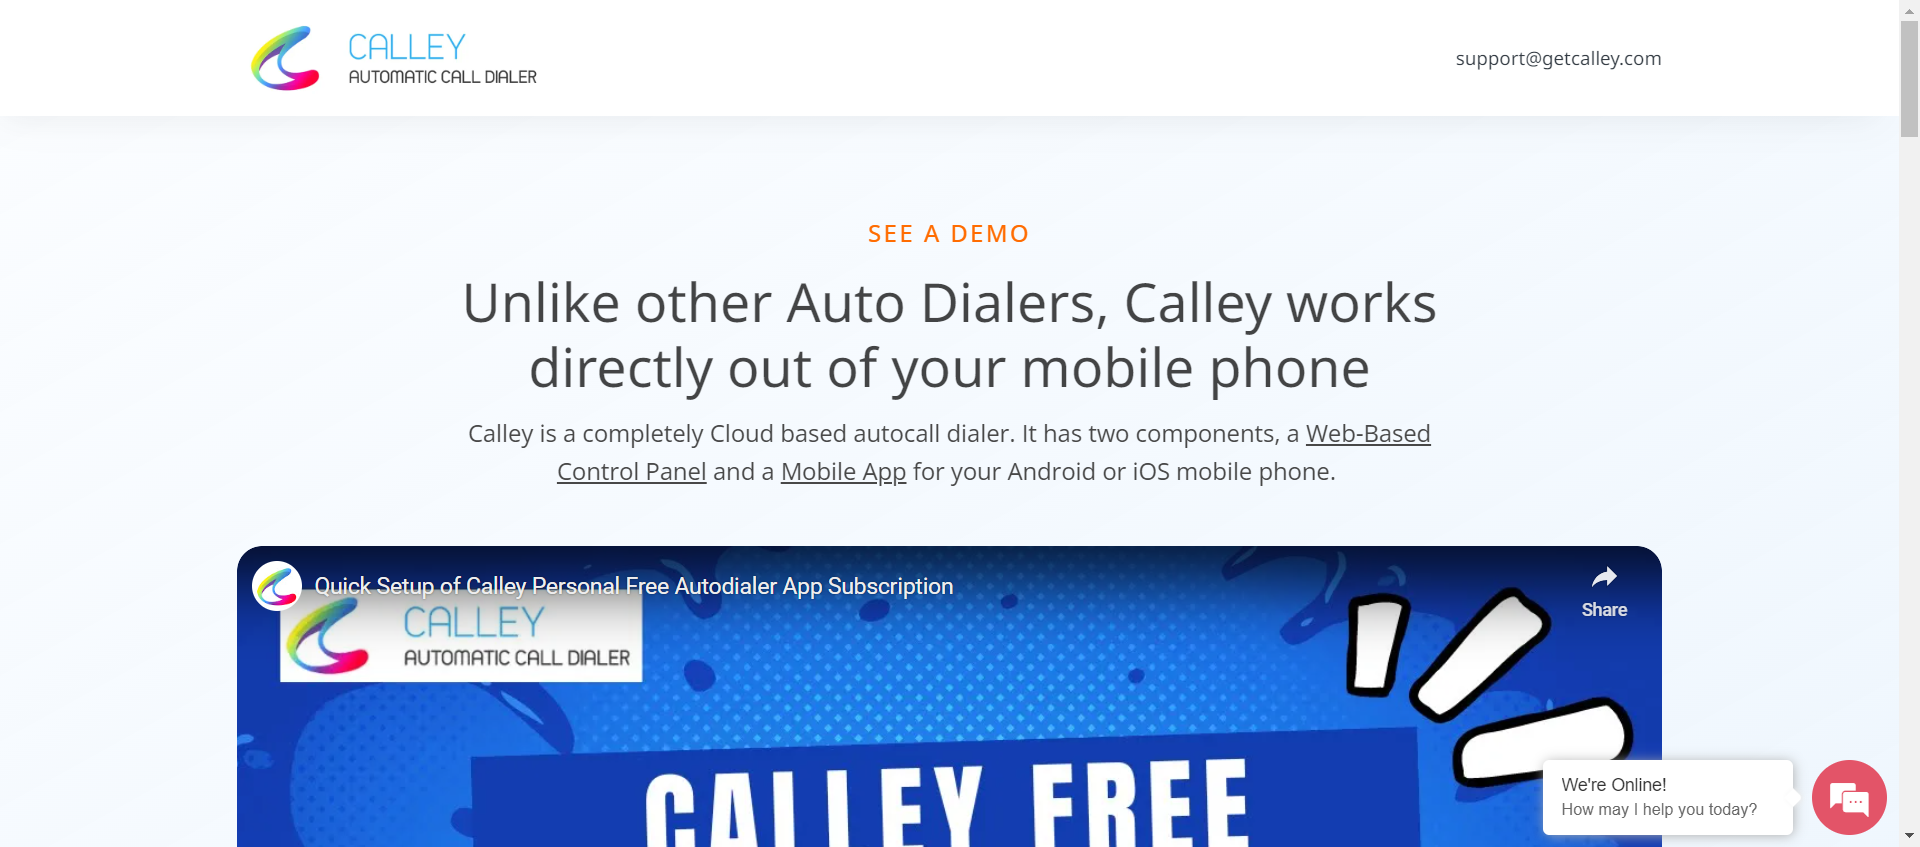 CALLEY
AUTOMATIC CALL DIALER
support@getcalley.com
SEE A DEMO
Unlike other Auto Dialers, Calley works
directly out of your mobile phone
Calley is a completely Cloud based autocall dialer. It has two components, a Web-Based
Control Panel and a Mobile App for your Android or iOS mobile phone.
Quick Setup of Calley Personal Free Autodialer App Subscription
Share
CALLEY
AUTOMATIC CALL DIALER
CALLEY FREE
We're Online!
How may I help you today?